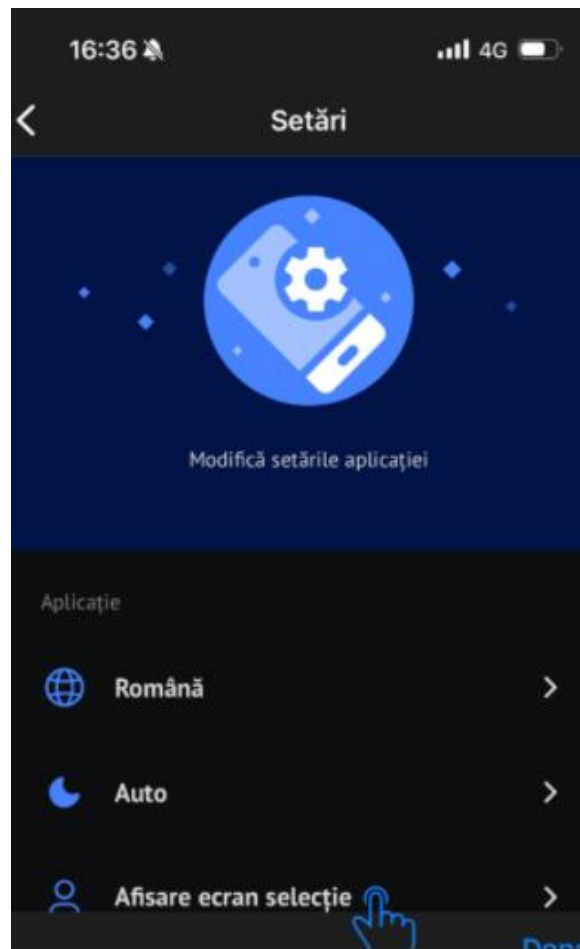 16:36
4G
Setări
Modifică setările aplicației
Aplicație
Română
Auto
Afisare ecran selecție